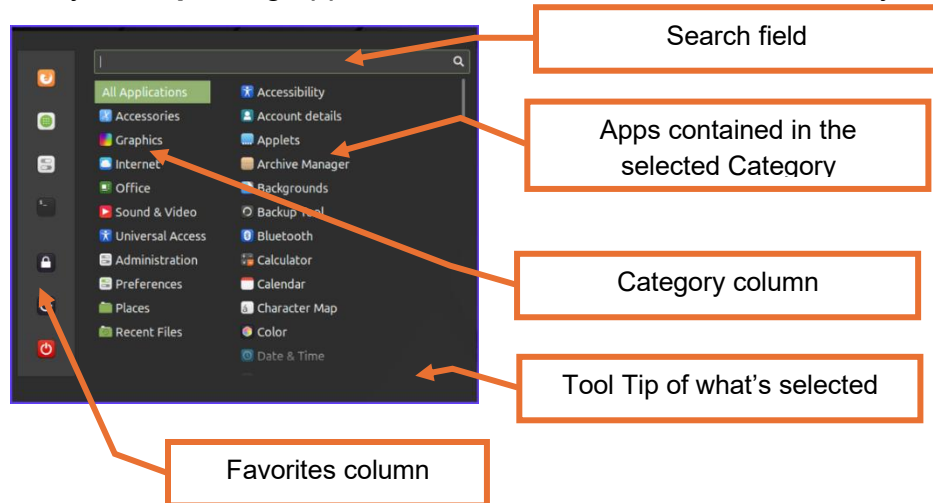 Search field
All Applications
Accessories
Graphics
Internet
Office
Sound & Video
Universal Access
Administration
Preferences
Places
Recent Files
Accessibility
Account details
Applets
Archive Manager
Backgrounds
Backup Tool
Bluetooth
Calculator
Calendar
Character Map
Color
Date & Time
Apps contained in the
selected Category
Category column
Tool Tip of what's selected
Favorites column